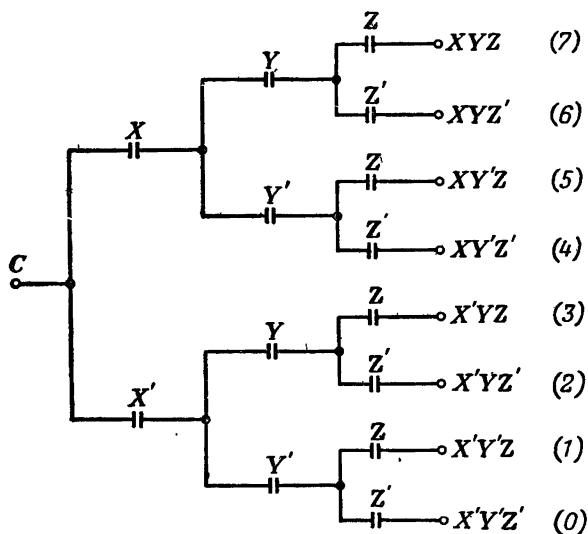 Z XYZ (7)
Y
Z' XYZ' (6)
X
Z XY'Z (5)
Y'
Z' XY'Z' (4)
C
Z X'YZ (3)
Y
Z' X'YZ' (2)
X'
Z X'Y'Z (1)
Y'
Z' X'Y'Z' (0)